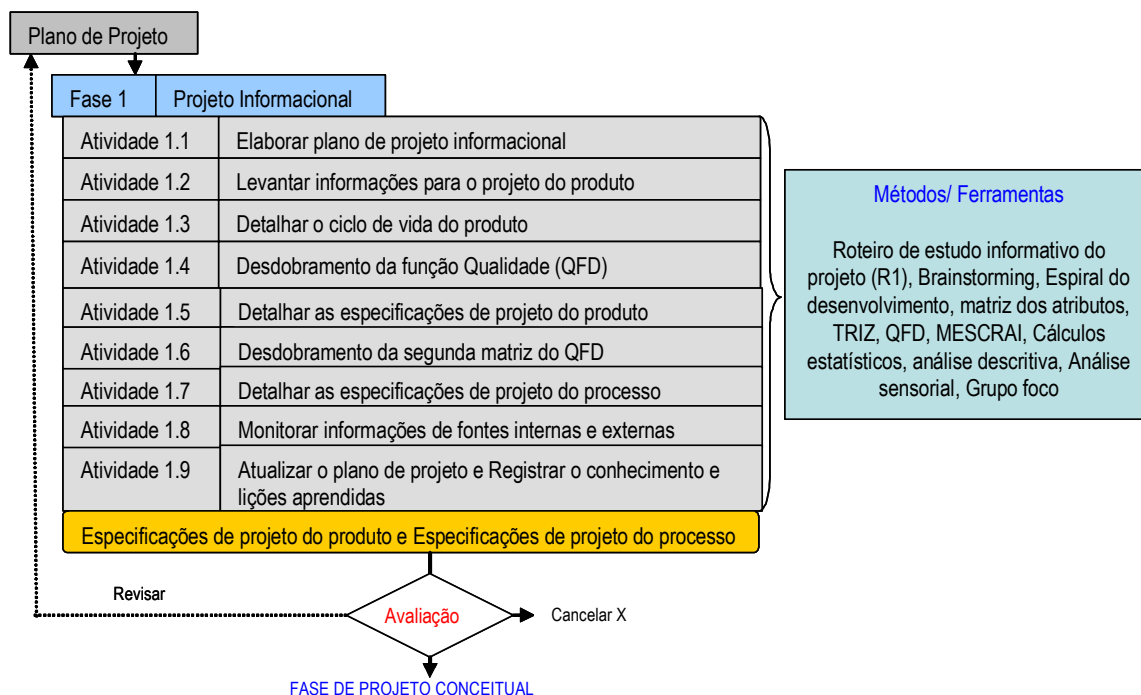 Plano de Projeto
Fase 1 Projeto Informacional
Atividade 1.1 Elaborar plano de projeto informacional
Atividade 1.2 Levantar informações para o projeto do produto
Atividade 1.3 Detalhar o ciclo de vida do produto
Atividade 1.4 Desdobramento da função Qualidade (QFD)
Atividade 1.5 Detalhar as especificações de projeto do produto
Atividade 1.6 Desdobramento da segunda matriz do QFD
Atividade 1.7 Detalhar as especificações de projeto do processo
Atividade 1.8 Monitorar informações de fontes internas e externas
Atividade 1.9 Atualizar o plano de projeto e Registrar o conhecimento e
lições aprendidas
Especificações de projeto do produto e Especificações de projeto do processo
Métodos/ Ferramentas
Roteiro de estudo informativo do
projeto (R1), Brainstorming, Espiral do
desenvolvimento, matriz dos atributos,
TRIZ, QFD, MESCRAI, Cálculos
estatísticos, análise descritiva, Análise
sensorial, Grupo foco
Revisar
Avaliação
Cancelar X
FASE DE PROJETO CONCEITUAL